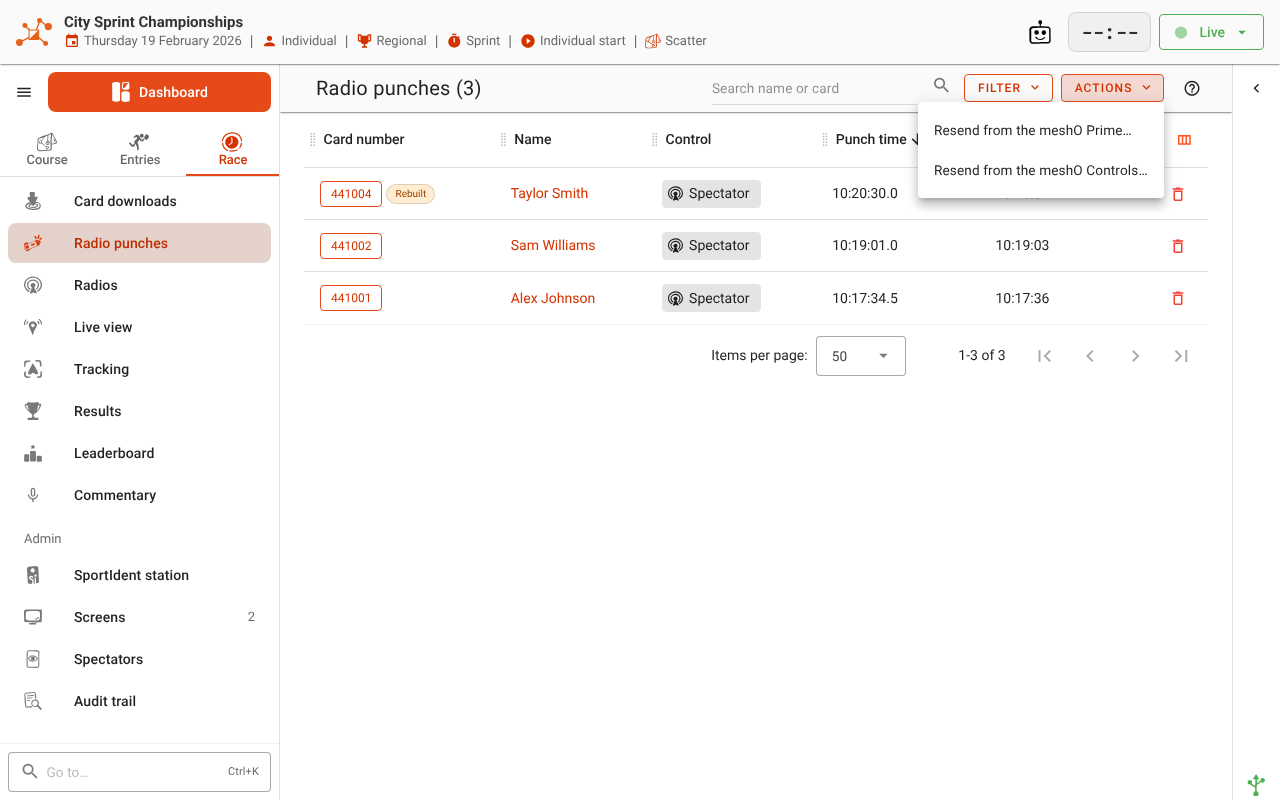 City Sprint Championships
Thursday 19 February 2026 | Individual | Regional | Sprint | Individual start | Scatter
--:--
Live
Dashboard
Course
Entries
Race
Card downloads
Radio punches
Radios
Live view
Tracking
Results
Leaderboard
Commentary
Admin
SportIdent station
Screens 2
Spectators
Audit trail
Go to... Ctrl+K
Radio punches (3)
Search name or card
FILTER
ACTIONS
Resend from the meshO Prime...
Resend from the meshO Controls...
Card number Name Control Punch time
441004 Rebuilt Taylor Smith Spectator 10:20:30.0
441002 Sam Williams Spectator 10:19:01.0 10:19:03
441001 Alex Johnson Spectator 10:17:34.5 10:17:36
Items per page: 50 1-3 of 3